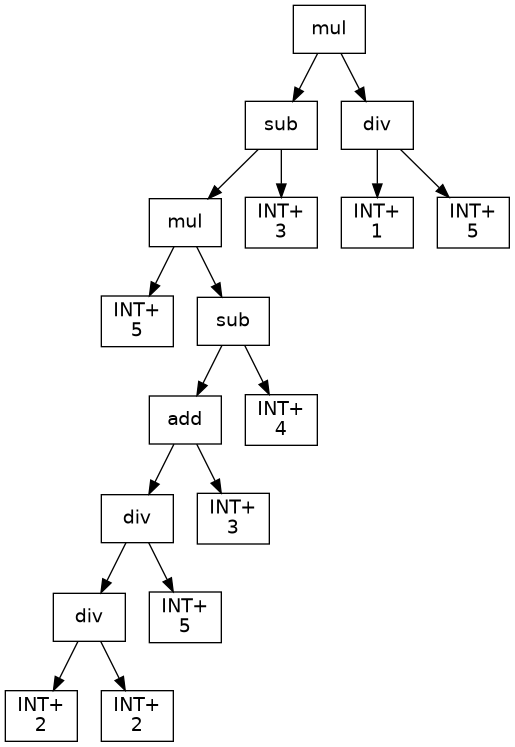 mul
sub
div
mul
INT+
3
INT+
1
INT+
5
INT+
5
sub
add
INT+
4
div
INT+
3
div
INT+
5
INT+
2
INT+
2